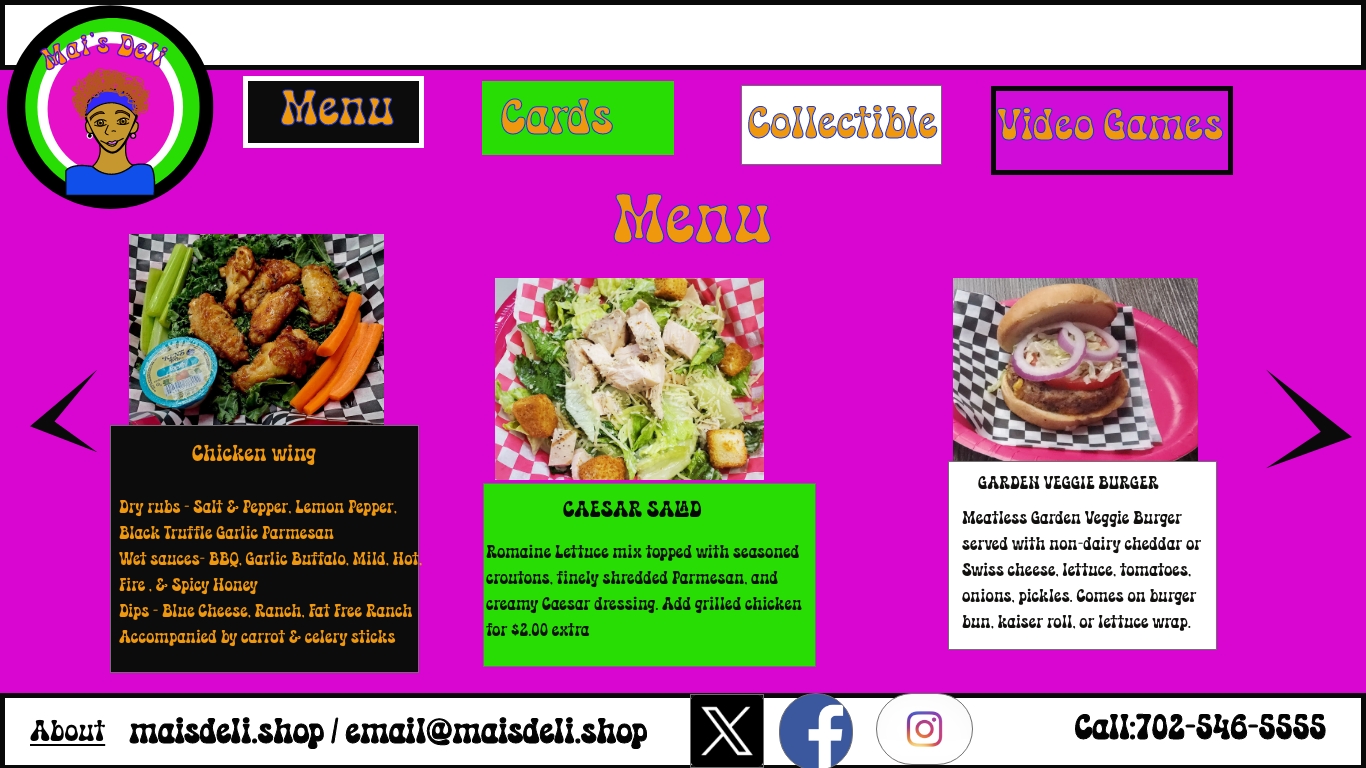 Mai's Deli
Menu
Cards
Collectible
Video Games
Menu
Chicken wing
Dry rubs - Salt & Pepper, Lemon Pepper,
Black Truffle Garlic Parmesan
Wet sauces- BBQ, Garlic Buffalo, Mild, Hot,
Fire , & Spicy Honey
Dips - Blue Cheese, Ranch, Fat Free Ranch
Accompanied by carrot & celery sticks
CAESAR SALAD
Romaine Lettuce mix topped with seasoned
croutons, finely shredded Parmesan, and
creamy Caesar dressing. Add grilled chicken
for $2.00 extra
GARDEN VEGGIE BURGER
Meatless Garden Veggie Burger
served with non-dairy cheddar or
Swiss cheese, lettuce, tomatoes,
onions, pickles. Comes on burger
bun, kaiser roll, or lettuce wrap.
About
maisdeli.shop / email@maisdeli.shop
Call:702-546-5555